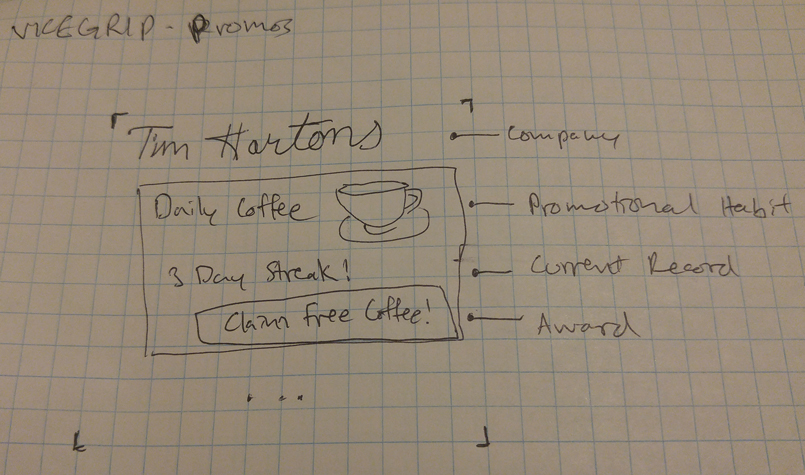 VICEGRIP - Promos
Tim Hortons
Company
Daily Coffee
Promotional Habit
3 Day Streak!
Current Record
Claim Free Coffee!
Award
...